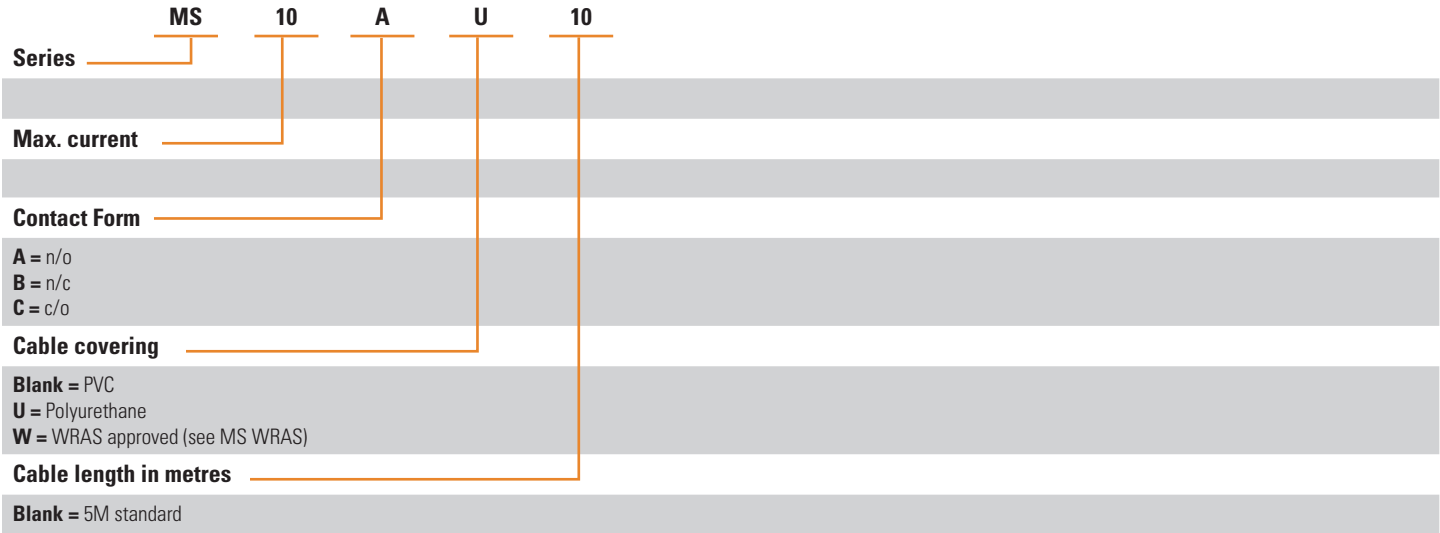 MS 10 A U 10
Series
Max. current
Contact Form
A = n/o
B = n/c
C = c/o
Cable covering
Blank = PVC
U = Polyurethane
W = WRAS approved (see MS WRAS)
Cable length in metres
Blank = 5M standard